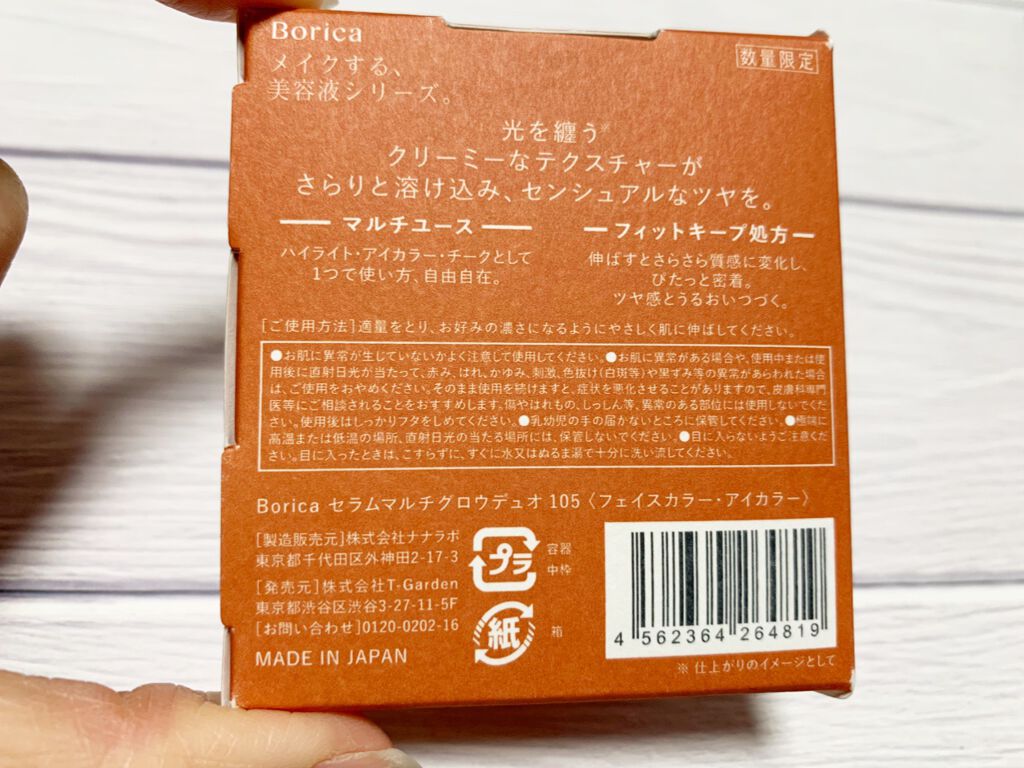 Borica
メイクする、
美容液シリーズ。
数量限定
光を纏う※
クリーミーなテクスチャーが
さらりと溶け込み、センシュアルなツヤを。
マルチユース
ハイライト・アイカラー・チークとして
1つで使い方、自由自在。
フィットキープ処方
伸ばすとさらさら質感に変化し、
ぴたっと密着。
ツヤ感とうるおいつづく。
[ご使用方法]適量をとり、お好みの濃さになるようにやさしく肌に伸ばしてください。
●お肌に異常が生じていないかよく注意して使用してください。●お肌に異常がある場合や、使用中または使
用後に直射日光が当たって、赤み、はれ、かゆみ、刺激、色抜け(白斑等)や黒ずみ等の異常があらわれた場合
は、ご使用をおやめください。そのまま使用を続けますと、症状を悪化させることがありますので、皮膚科専門
医等にご相談されることをおすすめします。傷やはれもの、しっしん等、異常のある部位には使用しないでくだ
さい。使用後はしっかりフタをしめてください。●乳幼児の手の届かないところに保管してください。●極端に
高温または低温の場所、直射日光の当たる場所には、保管しないでください。●目に入らないようご注意くだ
さい。目に入ったときは、こすらずに、すぐに水又はぬるま湯で十分に洗い流してください。
Borica セラムマルチグロウデュオ 105〈フェイスカラー・アイカラー〉
[製造販売元]株式会社ナナラボ
東京都千代田区外神田2-17-3
[発売元]株式会社T-Garden
東京都渋谷区渋谷3-27-11-5F
[お問い合わせ]0120-0202-16
MADE IN JAPAN
プラ
容器
中枠
紙
箱
4 562364 264819
※ 仕上がりのイメージとして